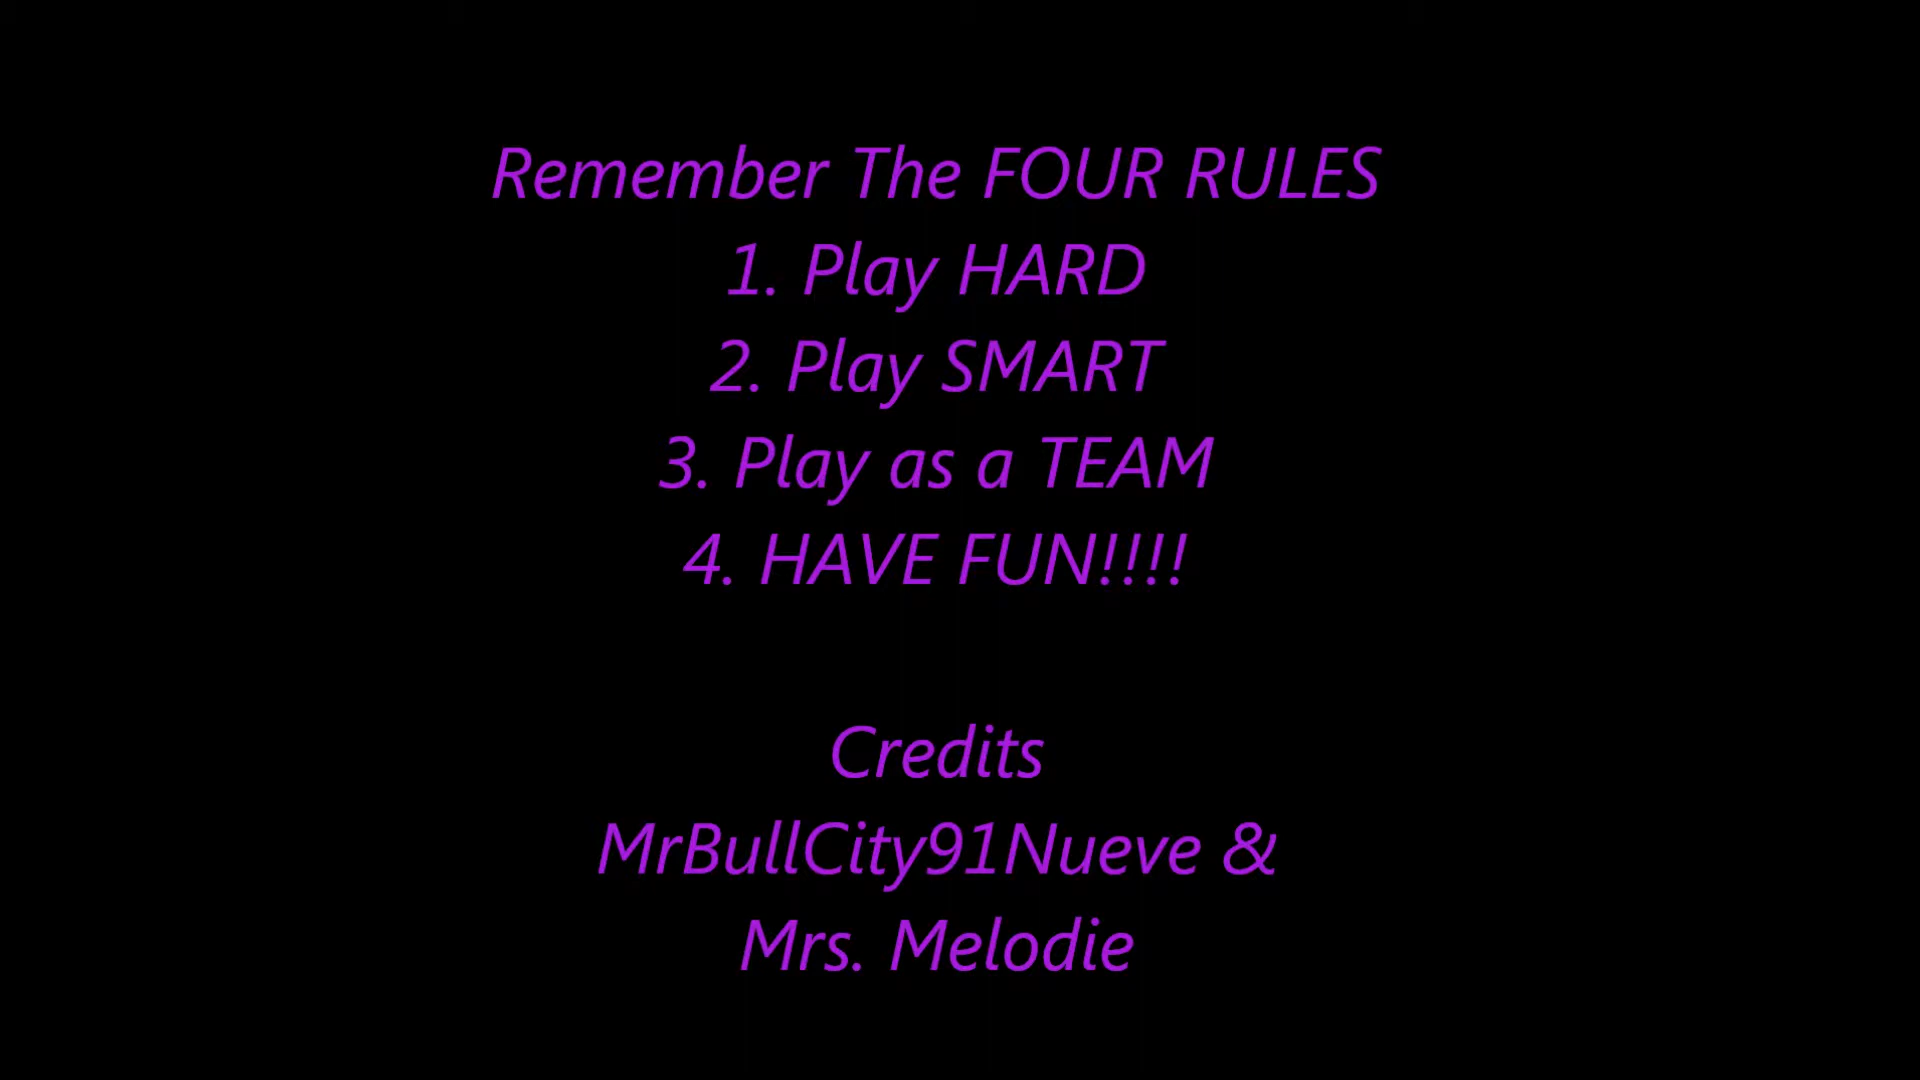 Remember The FOUR RULES
1. Play HARD
2. Play SMART
3. Play as a TEAM
4. HAVE FUN!!!!
Credits
MrBullCity91Nueve &
Mrs. Melodie